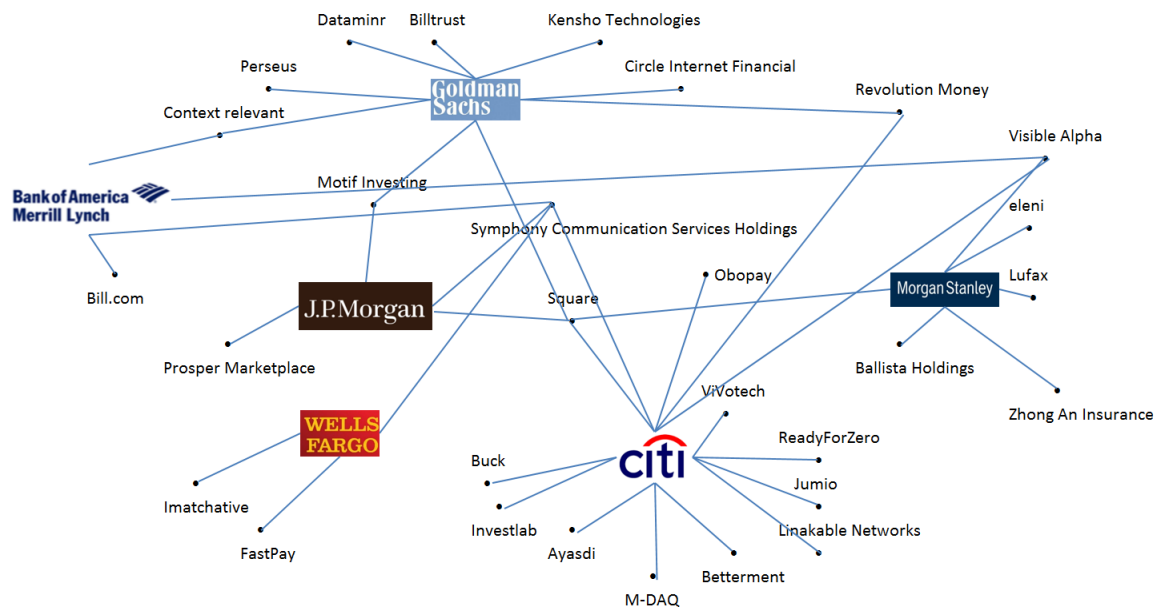 Dataminr
Billtrust
Kensho Technologies
Perseus
Circle Internet Financial
Goldman
Sachs
Revolution Money
Context relevant
Visible Alpha
Bank of America
Merrill Lynch
Motif Investing
eleni
Symphony Communication Services Holdings
Bill.com
Obopay
Lufax
J.P.Morgan
Square
Morgan Stanley
Prosper Marketplace
Ballista Holdings
ViVotech
Zhong An Insurance
WELLS
FARGO
ReadyForZero
citi
Buck
Jumio
Imatchative
Investlab
Linakable Networks
FastPay
Ayasdi
Betterment
M-DAQ